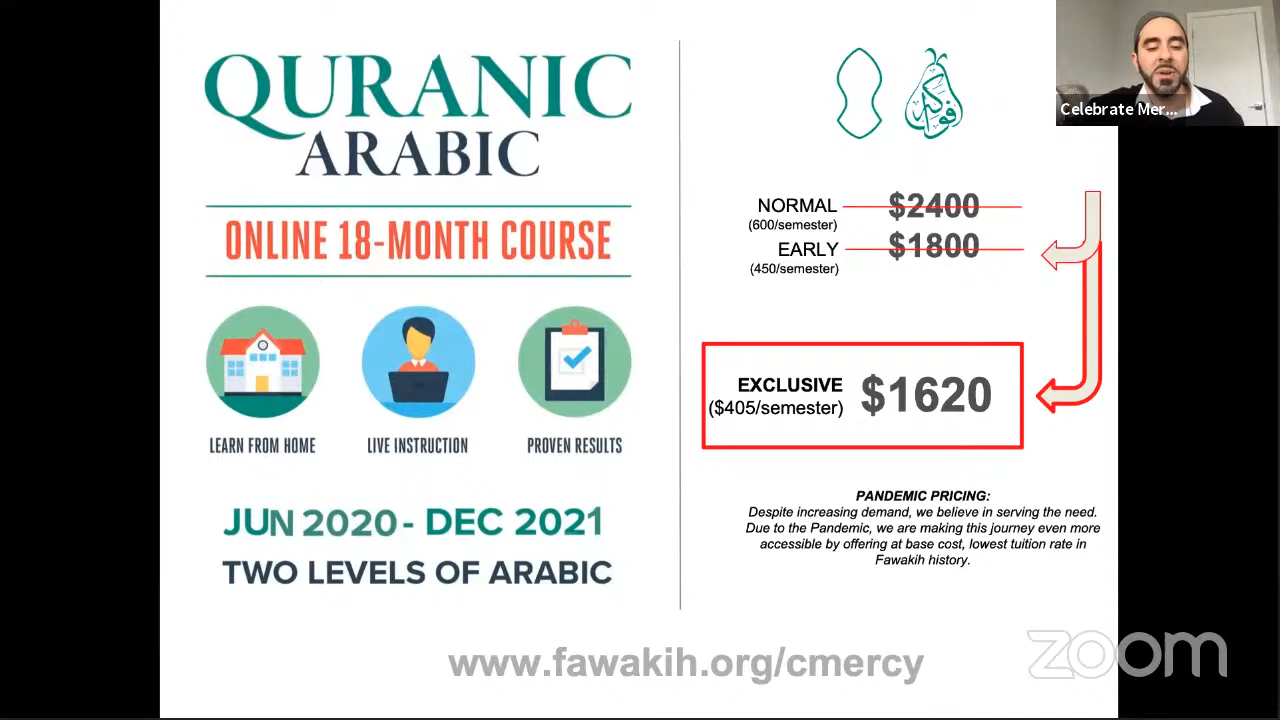 QURANIC
ARABIC
ONLINE 18-MONTH COURSE
LEARN FROM HOME
LIVE INSTRUCTION
PROVEN RESULTS
JUN 2020 - DEC 2021
TWO LEVELS OF ARABIC
فواكه
NORMAL $2400
(600/semester)
EARLY $1800
(450/semester)
EXCLUSIVE $1620
($405/semester)
PANDEMIC PRICING:
Despite increasing demand, we believe in serving the need.
Due to the Pandemic, we are making this journey even more
accessible by offering at base cost, lowest tuition rate in
Fawakih history.
www.fawakih.org/cmercy
Celebrate Mer...
zoom